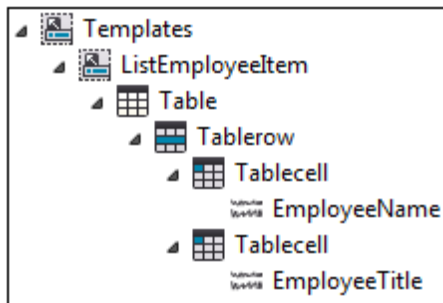 Templates
ListEmployeeItem
Table
Tablerow
Tablecell
EmployeeName
Tablecell
EmployeeTitle